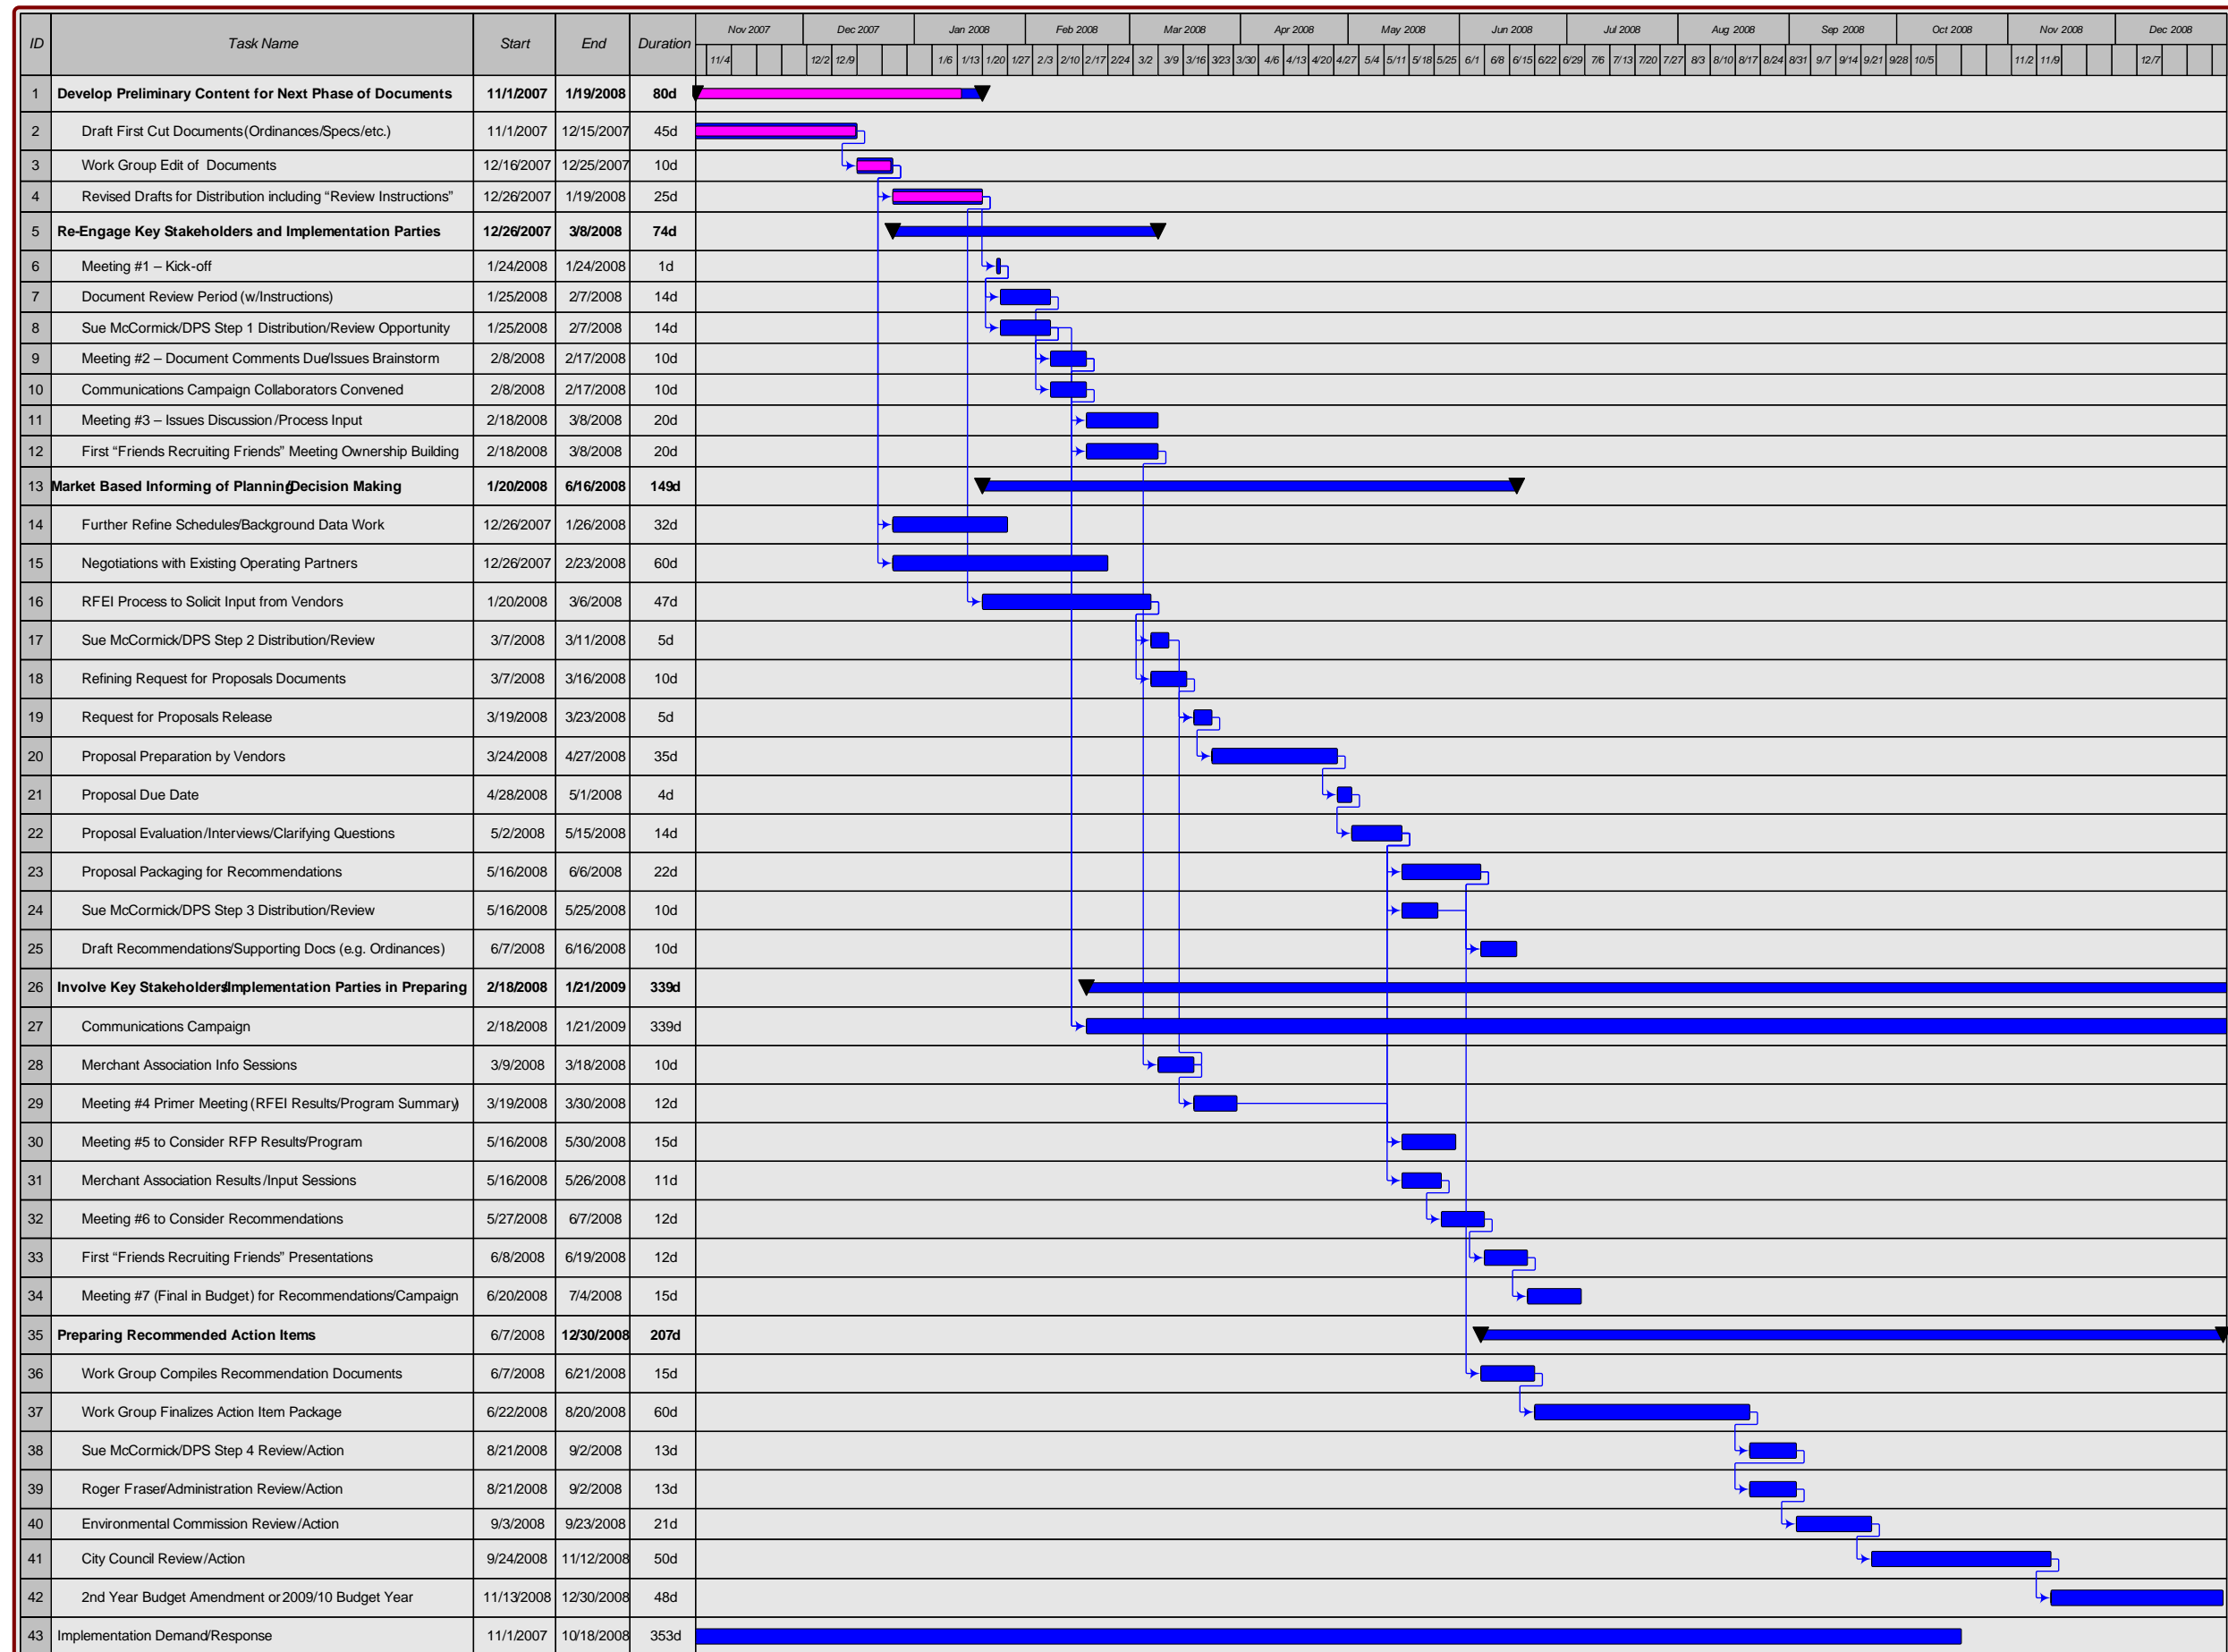 ID Task Name Start End Duration Nov 2007 Dec 2007 Jan 2008 Feb 2008 Mar 2008 Apr 2008 May 2008 Jun 2008 Jul 2008 Aug 2008 Sep 2008 Oct 2008 Nov 2008 Dec 2008
11/4 12/2 12/9 1/6 1/13 1/20 1/27 2/3 2/10 2/17 2/24 3/2 3/9 3/16 3/23 3/30 4/6 4/13 4/20 4/27 5/4 5/11 5/18 5/25 6/1 6/8 6/15 6/22 6/29 7/6 7/13 7/20 7/27 8/3 8/10 8/17 8/24 8/31 9/7 9/14 9/21 9/28 10/5 11/2 11/9 12/7
1 Develop Preliminary Content for Next Phase of Documents 11/1/2007 1/19/2008 80d
2 Draft First Cut Documents (Ordinances/Specs/etc.) 11/1/2007 12/15/2007 45d
3 Work Group Edit of Documents 12/16/2007 12/25/2007 10d
4 Revised Drafts for Distribution including “Review Instructions” 12/26/2007 1/19/2008 25d
5 Re-Engage Key Stakeholders and Implementation Parties 12/26/2007 3/8/2008 74d
6 Meeting #1 – Kick-off 1/24/2008 1/24/2008 1d
7 Document Review Period (w/Instructions) 1/25/2008 2/7/2008 14d
8 Sue McCormick/DPS Step 1 Distribution/Review Opportunity 1/25/2008 2/7/2008 14d
9 Meeting #2 – Document Comments Due/Issues Brainstorm 2/8/2008 2/17/2008 10d
10 Communications Campaign Collaborators Convened 2/8/2008 2/17/2008 10d
11 Meeting #3 – Issues Discussion/Process Input 2/18/2008 3/8/2008 20d
12 First “Friends Recruiting Friends” Meeting Ownership Building 2/18/2008 3/8/2008 20d
13 Market Based Informing of Planning/Decision Making 1/20/2008 6/16/2008 149d
14 Further Refine Schedules/Background Data Work 12/26/2007 1/26/2008 32d
15 Negotiations with Existing Operating Partners 12/26/2007 2/23/2008 60d
16 RFEI Process to Solicit Input from Vendors 1/20/2008 3/6/2008 47d
17 Sue McCormick/DPS Step 2 Distribution/Review 3/7/2008 3/11/2008 5d
18 Refining Request for Proposals Documents 3/7/2008 3/16/2008 10d
19 Request for Proposals Release 3/19/2008 3/23/2008 5d
20 Proposal Preparation by Vendors 3/24/2008 4/27/2008 35d
21 Proposal Due Date 4/28/2008 5/1/2008 4d
22 Proposal Evaluation/Interviews/Clarifying Questions 5/2/2008 5/15/2008 14d
23 Proposal Packaging for Recommendations 5/16/2008 6/6/2008 22d
24 Sue McCormick/DPS Step 3 Distribution/Review 5/16/2008 5/25/2008 10d
25 Draft Recommendations/Supporting Docs (e.g. Ordinances) 6/7/2008 6/16/2008 10d
26 Involve Key Stakeholders/Implementation Parties in Preparing 2/18/2008 1/21/2009 339d
27 Communications Campaign 2/18/2008 1/21/2009 339d
28 Merchant Association Info Sessions 3/9/2008 3/18/2008 10d
29 Meeting #4 Primer Meeting (RFEI Results/Program Summary) 3/19/2008 3/30/2008 12d
30 Meeting #5 to Consider RFP Results/Program 5/16/2008 5/30/2008 15d
31 Merchant Association Results/Input Sessions 5/16/2008 5/26/2008 11d
32 Meeting #6 to Consider Recommendations 5/27/2008 6/7/2008 12d
33 First “Friends Recruiting Friends” Presentations 6/8/2008 6/19/2008 12d
34 Meeting #7 (Final in Budget) for Recommendations/Campaign 6/20/2008 7/4/2008 15d
35 Preparing Recommended Action Items 6/7/2008 12/30/2008 207d
36 Work Group Compiles Recommendation Documents 6/7/2008 6/21/2008 15d
37 Work Group Finalizes Action Item Package 6/22/2008 8/20/2008 60d
38 Sue McCormick/DPS Step 4 Review/Action 8/21/2008 9/2/2008 13d
39 Roger Fraser/Administration Review/Action 8/21/2008 9/2/2008 13d
40 Environmental Commission Review/Action 9/3/2008 9/23/2008 21d
41 City Council Review/Action 9/24/2008 11/12/2008 50d
42 2nd Year Budget Amendment or 2009/10 Budget Year 11/13/2008 12/30/2008 48d
43 Implementation Demand/Response 11/1/2007 10/18/2008 353d